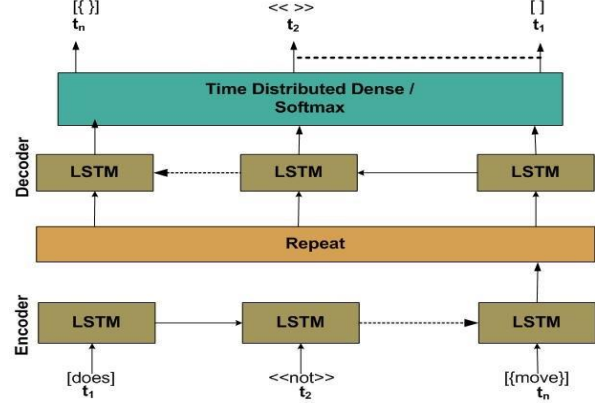 [{ }] << >> [ ]
tn t2 t1
Time Distributed Dense /
Softmax
Decoder
LSTM LSTM LSTM
Repeat
Encoder
LSTM LSTM LSTM
[does] <<not>> [{move}]
t1 t2 tn